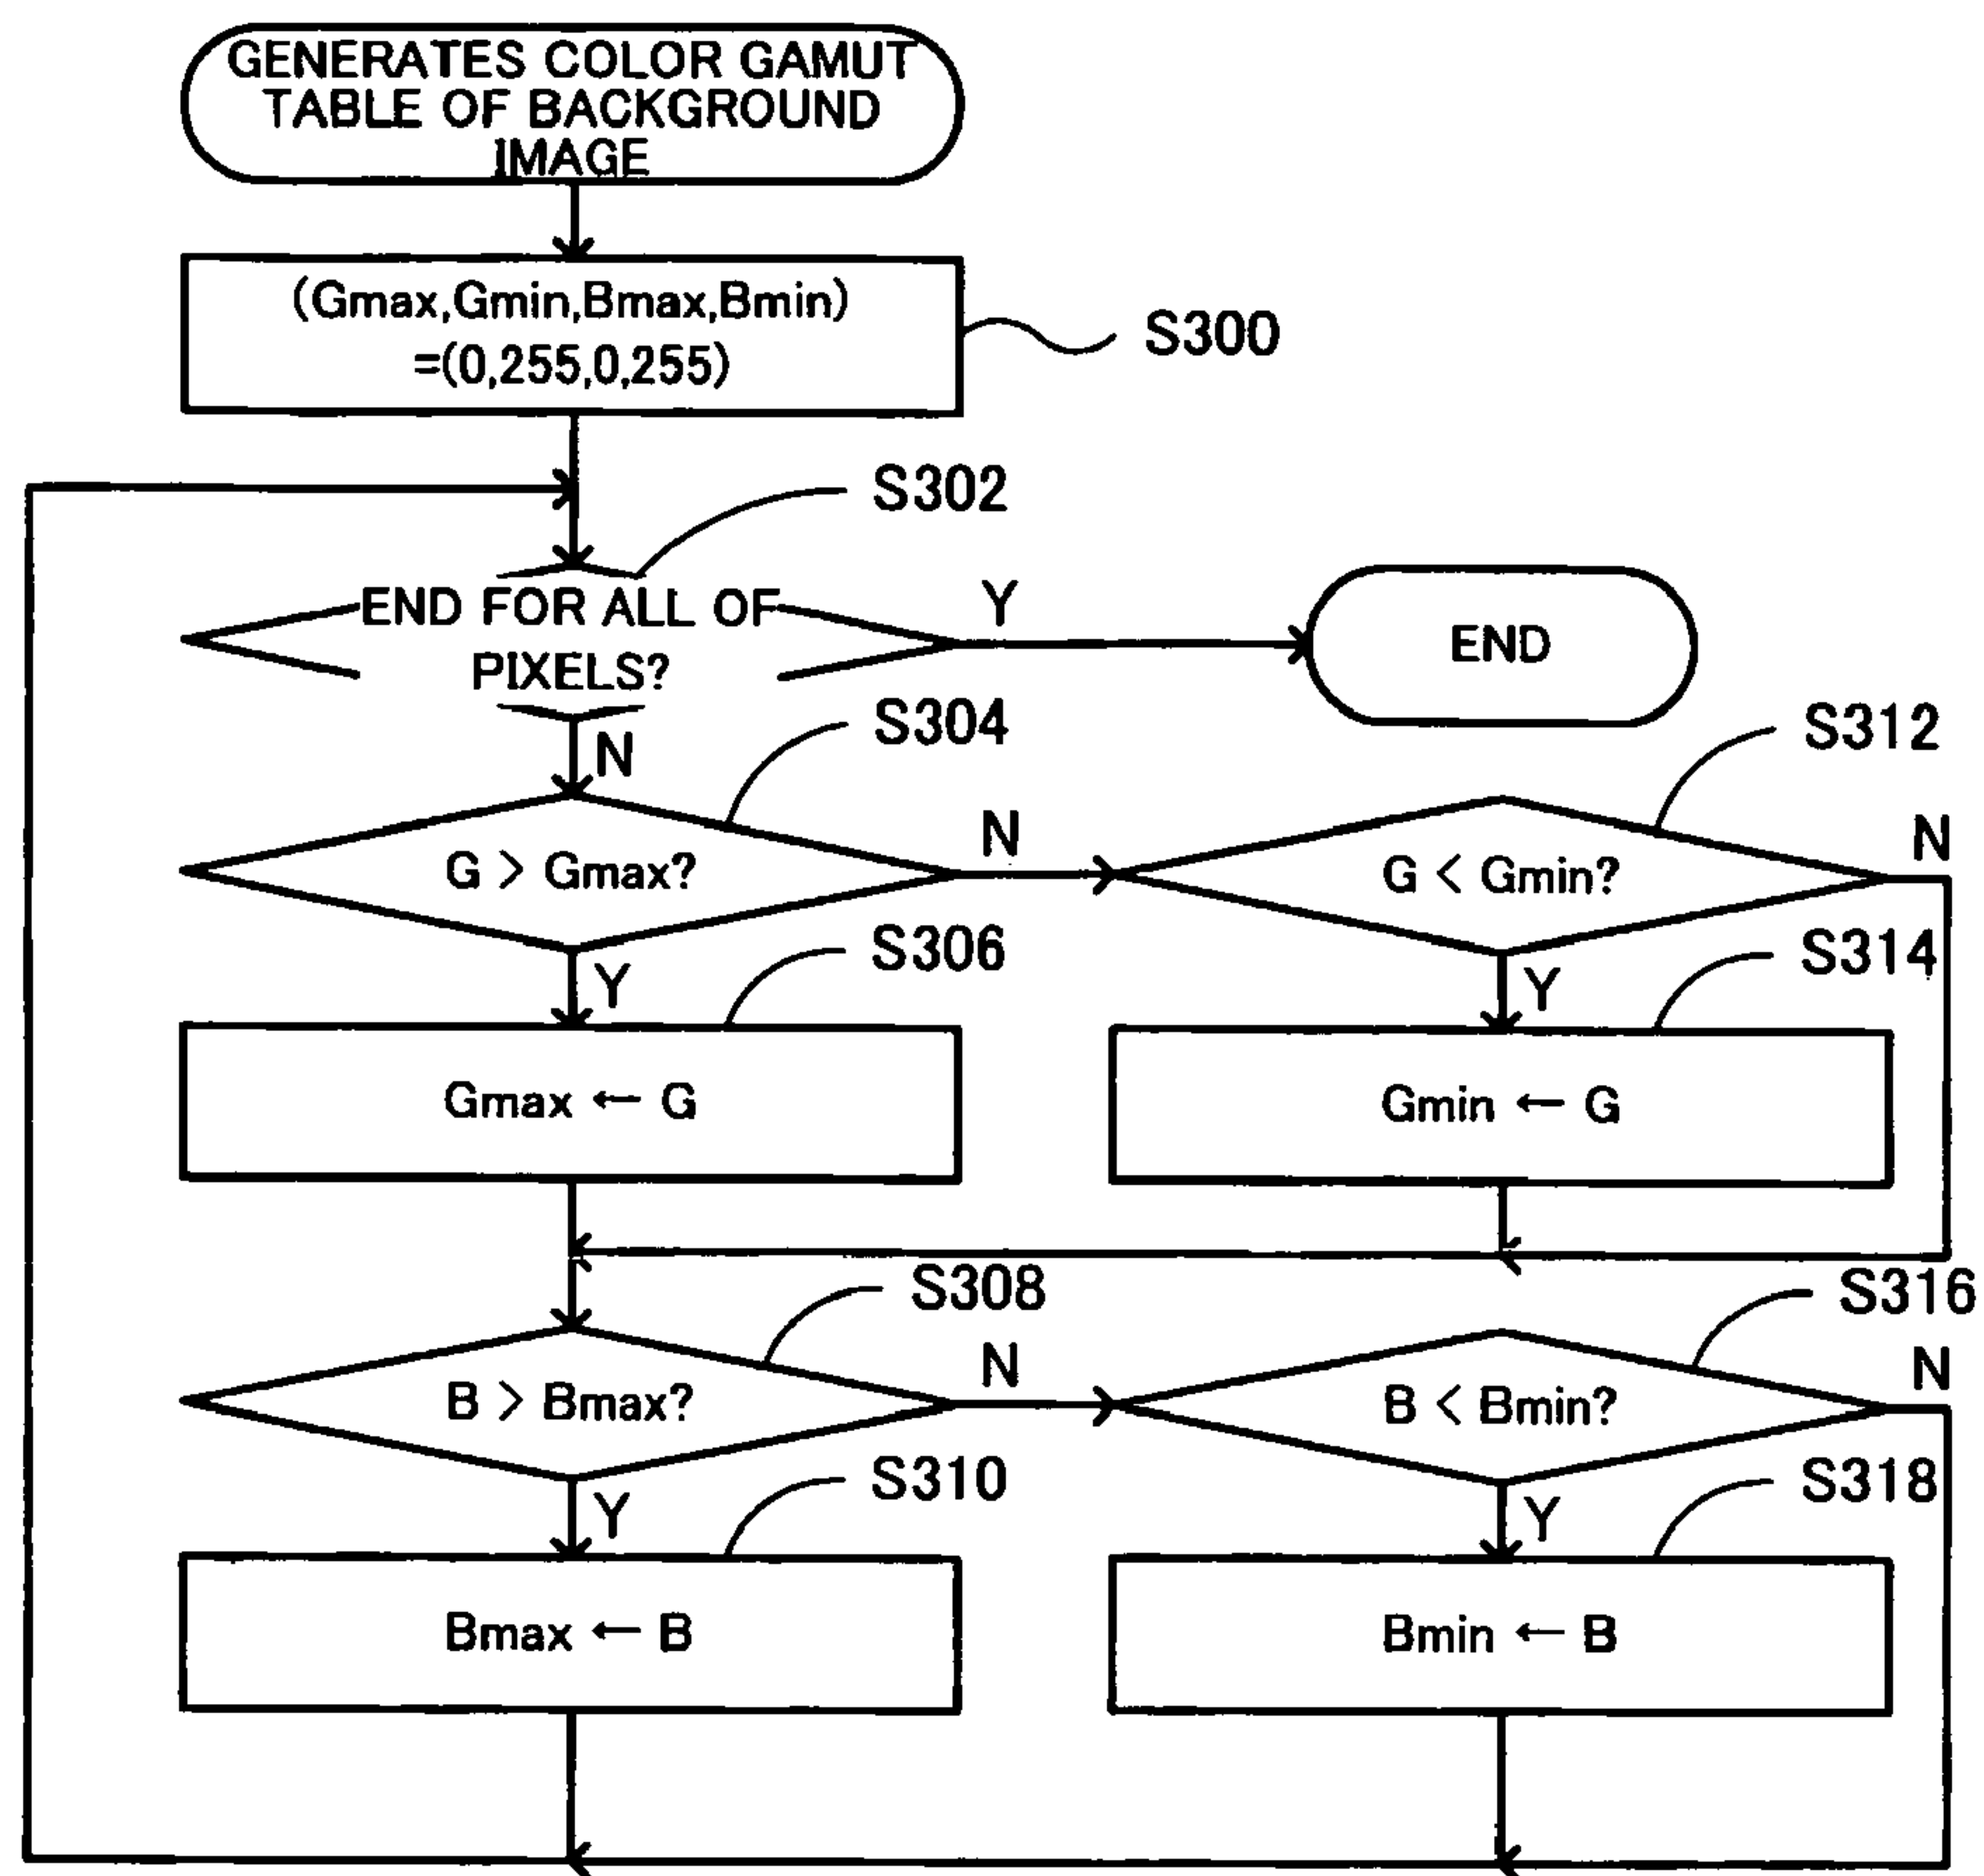 GENERATES COLOR GAMUT
TABLE OF BACKGROUND
IMAGE
(Gmax,Gmin,Bmax,Bmin)
=(0,255,0,255)
S300
S302
END FOR ALL OF
PIXELS?
Y
END
N
S304
S312
G > Gmax?
N
G < Gmin?
N
S306
S314
Y
Y
Gmax ← G
Gmin ← G
S308
S316
B > Bmax?
N
B < Bmin?
N
S310
S318
Y
Y
Bmax ← B
Bmin ← B